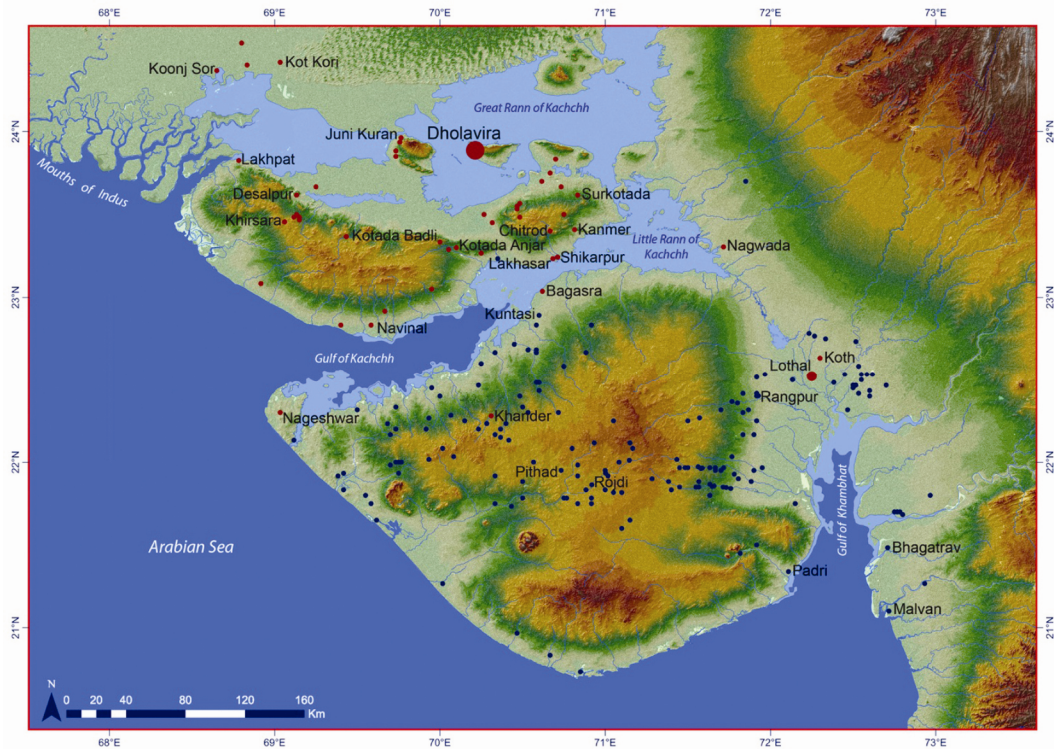 68°E 69°E 70°E 71°E 72°E 73°E
Koonj Sor
Kot Kori
Great Rann of Kachchh
24°N
24°N
Juni Kuran
Dholavira
Lakhpat
Mouths of Indus
Desalpur
Surkotada
Khirsara
Chitrod
Kanmer
Kotada Badli
Kotada Anjar
Little Rann of
Kachchh
Nagwada
Lakhasar
Shikarpur
23°N
23°N
Bagasra
Kuntasi
Navinal
Gulf of Kachchh
Koth
Lothal
Rangpur
Nageshwar
Khander
22°N
22°N
Pithad
Rojdi
Gulf of Khambhat
Arabian Sea
Bhagatrav
Padri
Malvan
21°N
21°N
N
0 20 40 80 120 160
Km
68°E 69°E 70°E 71°E 72°E 73°E